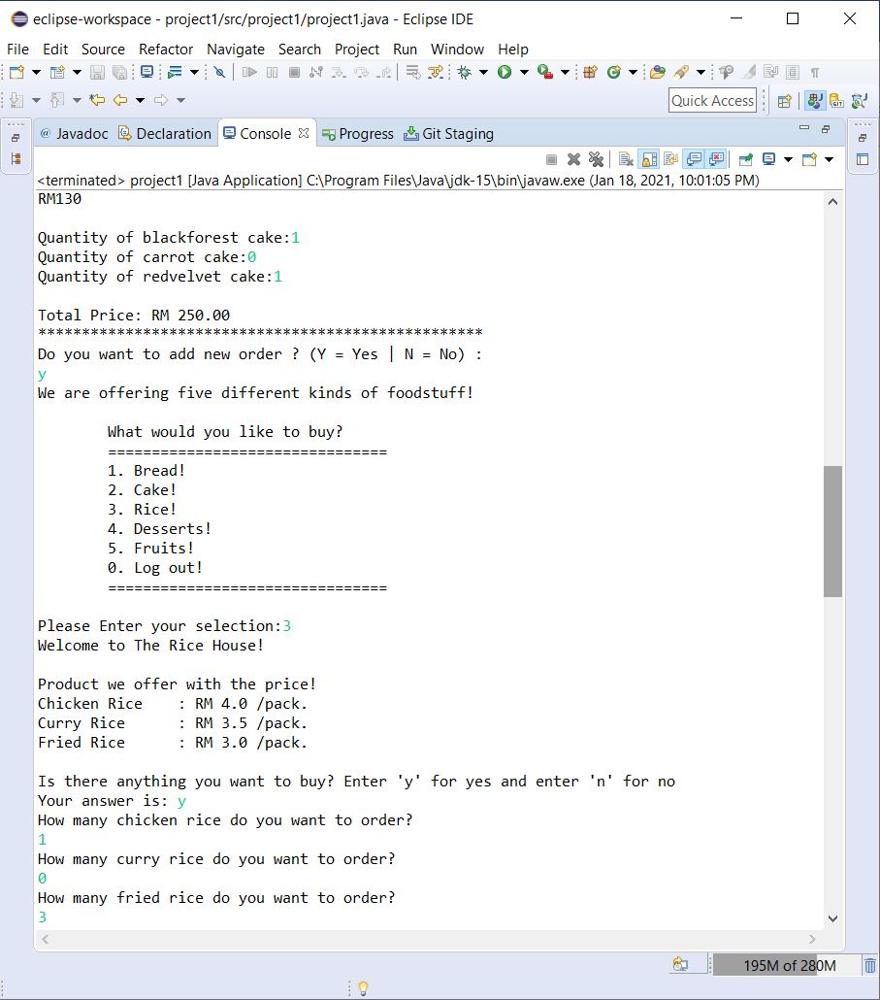 eclipse-workspace - project1/src/project1/project1.java - Eclipse IDE
File Edit Source Refactor Navigate Search Project Run Window Help
Quick Access
@ Javadoc Declaration Console Progress Git Staging
<terminated> project1 [Java Application] C:\Program Files\Java\jdk-15\bin\javaw.exe (Jan 18, 2021, 10:01:05 PM)
RM130
Quantity of blackforest cake:1
Quantity of carrot cake:0
Quantity of redvelvet cake:1
Total Price: RM 250.00
***************************************************
Do you want to add new order ? (Y = Yes | N = No) :
y
We are offering five different kinds of foodstuff!
What would you like to buy?
================================
1. Bread!
2. Cake!
3. Rice!
4. Desserts!
5. Fruits!
0. Log out!
================================
Please Enter your selection:3
Welcome to The Rice House!
Product we offer with the price!
Chicken Rice    : RM 4.0 /pack.
Curry Rice      : RM 3.5 /pack.
Fried Rice      : RM 3.0 /pack.
Is there anything you want to buy? Enter 'y' for yes and enter 'n' for no
Your answer is: y
How many chicken rice do you want to order?
1
How many curry rice do you want to order?
0
How many fried rice do you want to order?
3
195M of 280M